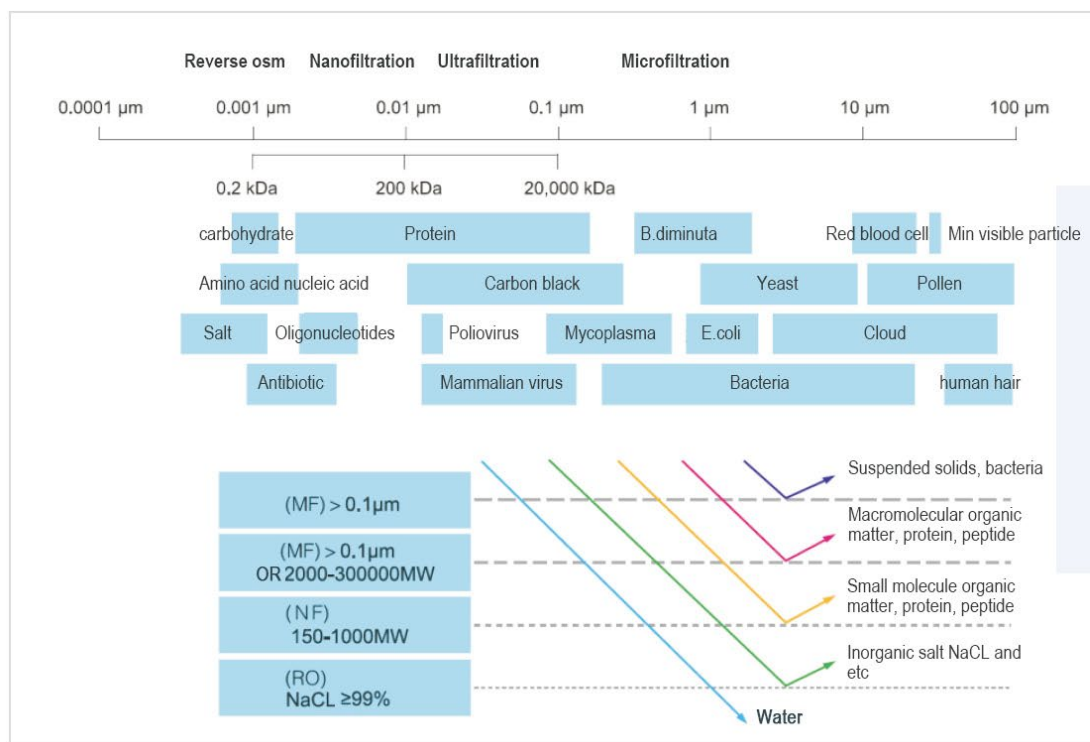 Reverse osm Nanofiltration Ultrafiltration Microfiltration
0.0001 µm 0.001 µm 0.01 µm 0.1 µm 1 µm 10 µm 100 µm
0.2 kDa 200 kDa 20,000 kDa
carbohydrate Protein B.diminuta Red blood cell Min visible particle
Amino acid nucleic acid Carbon black Yeast Pollen
Salt Oligonucleotides Poliovirus Mycoplasma E.coli Cloud
Antibiotic Mammalian virus Bacteria human hair
(MF) > 0.1µm
(MF) > 0.1µm
OR 2000-300000MW
(NF)
150-1000MW
(RO)
NaCL ≥99%
Suspended solids, bacteria
Macromolecular organic
matter, protein, peptide
Small molecule organic
matter, protein, peptide
Inorganic salt NaCL and
etc
Water